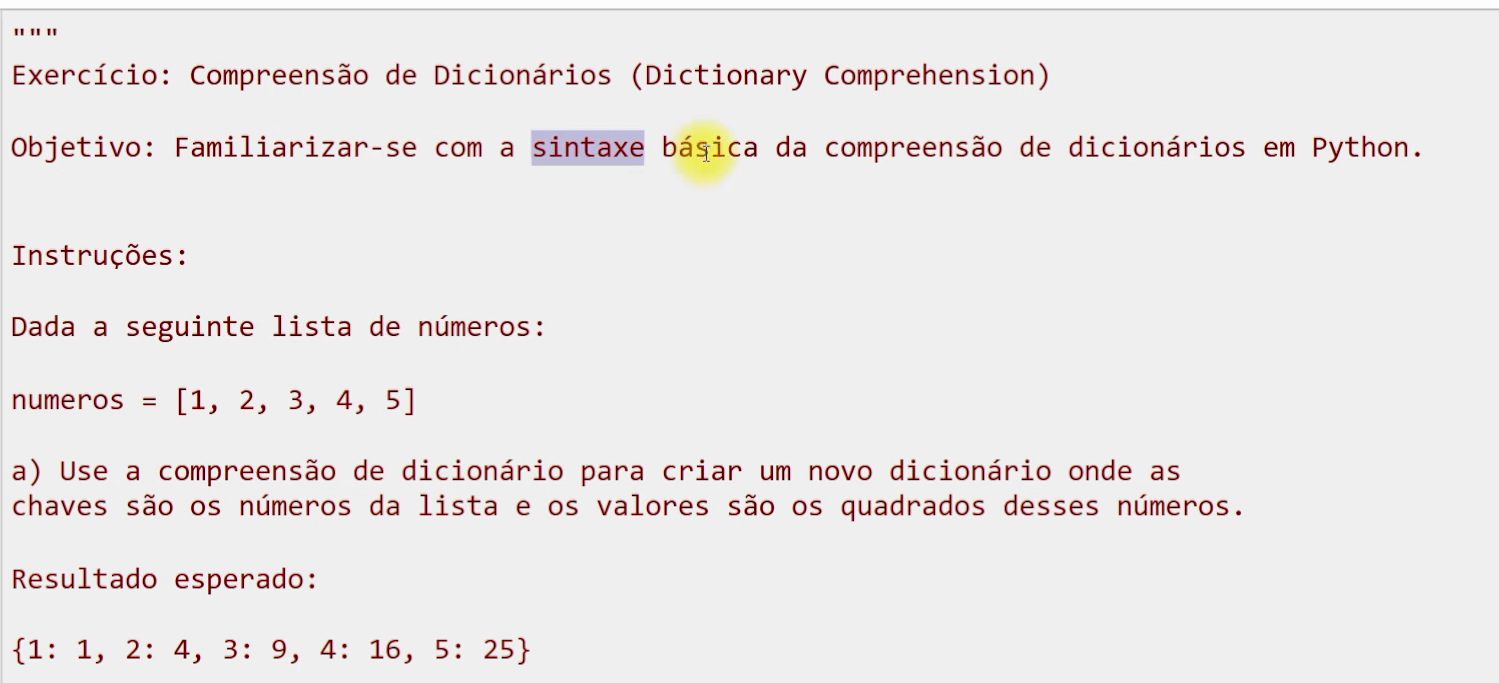 """
Exercício: Compreensão de Dicionários (Dictionary Comprehension)
Objetivo: Familiarizar-se com a sintaxe básica da compreensão de dicionários em Python.
Instruções:
Dada a seguinte lista de números:
numeros = [1, 2, 3, 4, 5]
a) Use a compreensão de dicionário para criar um novo dicionário onde as
chaves são os números da lista e os valores são os quadrados desses números.
Resultado esperado:
{1: 1, 2: 4, 3: 9, 4: 16, 5: 25}